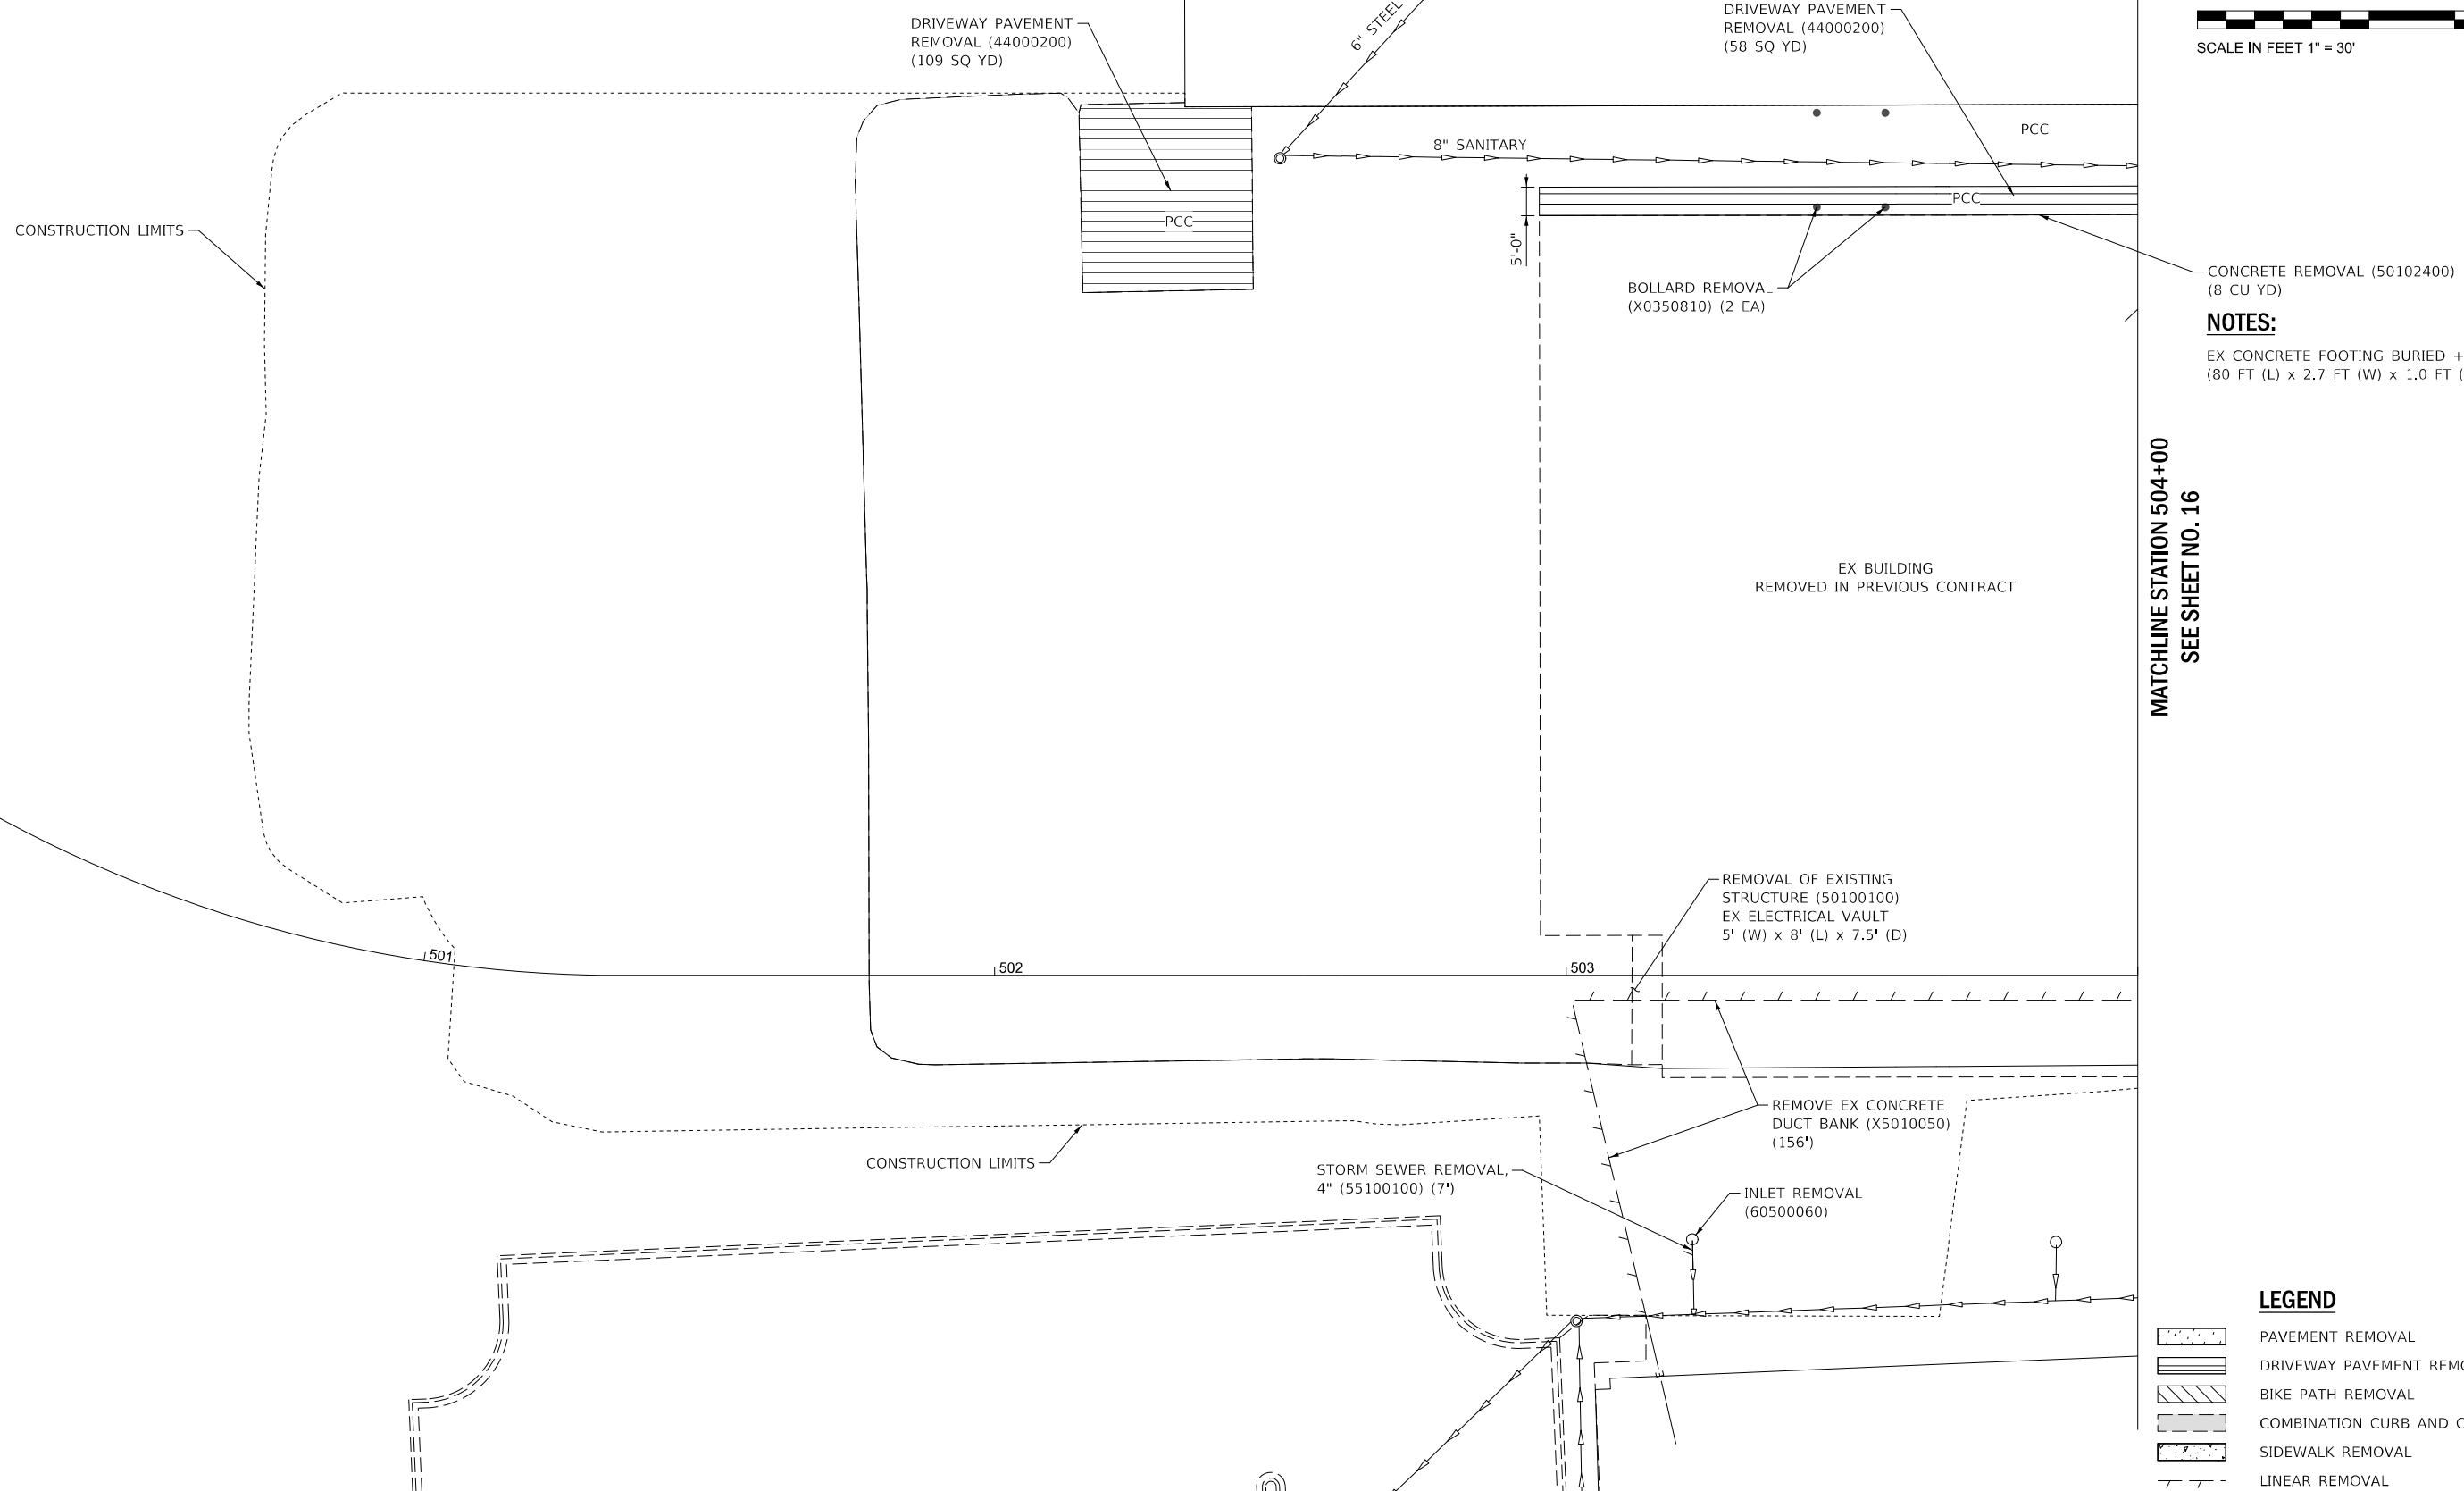 DRIVEWAY PAVEMENT
REMOVAL (44000200)
(109 SQ YD)
6" STEEL
DRIVEWAY PAVEMENT
REMOVAL (44000200)
(58 SQ YD)
SCALE IN FEET 1" = 30'
8" SANITARY
PCC
PCC
PCC
CONSTRUCTION LIMITS
5'-0"
BOLLARD REMOVAL
(X0350810) (2 EA)
CONCRETE REMOVAL (50102400)
(8 CU YD)
NOTES:
EX CONCRETE FOOTING BURIED +
(80 FT (L) x 2.7 FT (W) x 1.0 FT (
MATCHLINE STATION 504+00
SEE SHEET NO. 16
EX BUILDING
REMOVED IN PREVIOUS CONTRACT
REMOVAL OF EXISTING
STRUCTURE (50100100)
EX ELECTRICAL VAULT
5' (W) x 8' (L) x 7.5' (D)
501
502
503
REMOVE EX CONCRETE
DUCT BANK (X5010050)
(156')
CONSTRUCTION LIMITS
STORM SEWER REMOVAL,
4" (55100100) (7')
INLET REMOVAL
(60500060)
LEGEND
PAVEMENT REMOVAL
DRIVEWAY PAVEMENT REMO
BIKE PATH REMOVAL
COMBINATION CURB AND
SIDEWALK REMOVAL
LINEAR REMOVAL